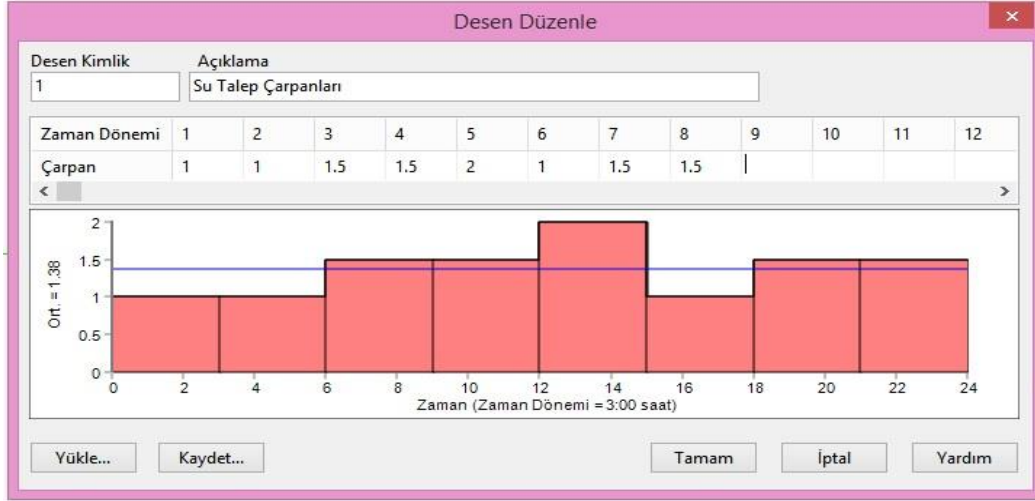 Desen Düzenle
Desen Kimlik Açıklama
1 Su Talep Çarpanları
Zaman Dönemi 1 2 3 4 5 6 7 8 9 10 11 12
Çarpan 1 1 1.5 1.5 2 1 1.5 1.5
2
1.5
1
0.5
0
Ort. = 1.38
0 2 4 6 8 10 12 14 16 18 20 22 24
Zaman (Zaman Dönemi = 3:00 saat)
Yükle... Kaydet... Tamam İptal Yardım